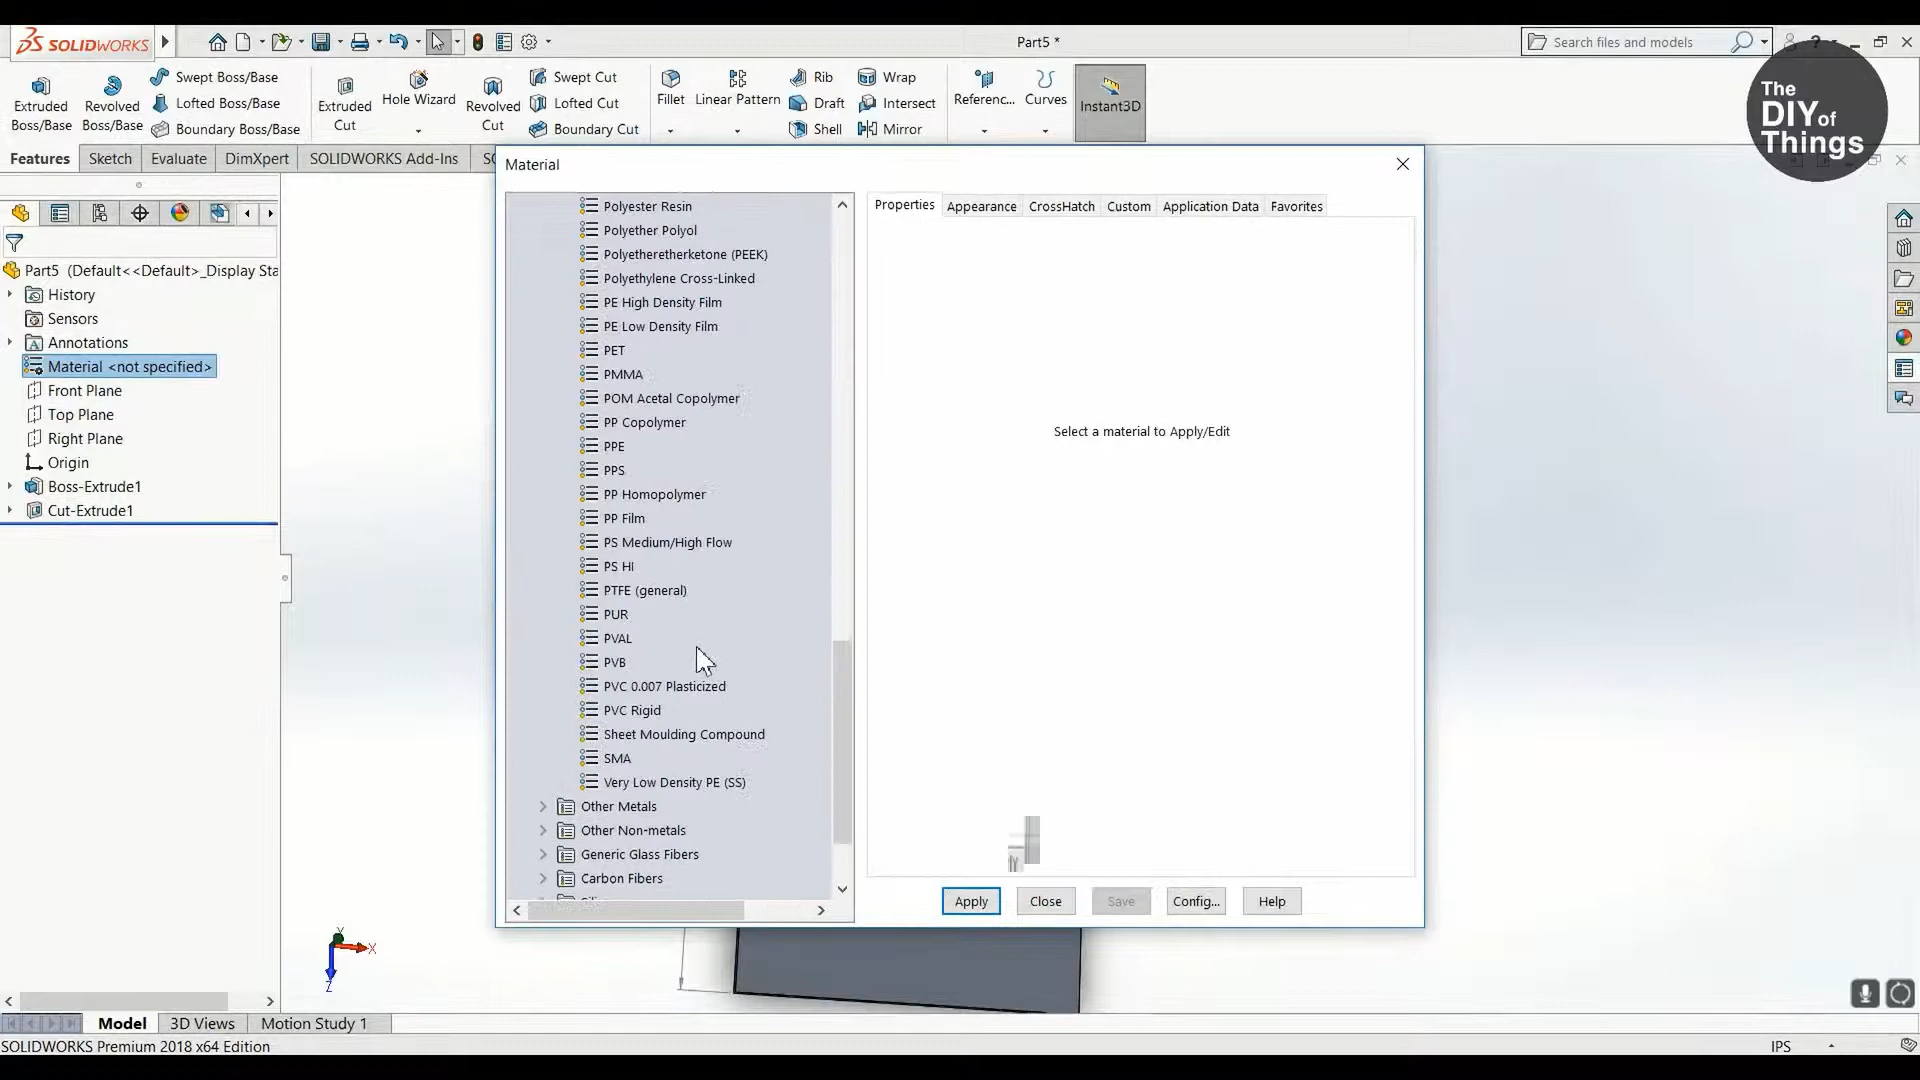 SOLIDWORKS
Part5 *
Search files and models
?
The
DIY of
Things
Extruded
Boss/Base
Revolved
Boss/Base
Swept Boss/Base
Lofted Boss/Base
Boundary Boss/Base
Extruded
Cut
Hole Wizard
Revolved
Cut
Swept Cut
Lofted Cut
Boundary Cut
Fillet
Linear Pattern
Rib
Draft
Shell
Wrap
Intersect
Mirror
Referenc...
Curves
Instant3D
Features
Sketch
Evaluate
DimXpert
SOLIDWORKS Add-Ins
SO
Part5 (Default<<Default>_Display Sta
History
Sensors
Annotations
Material <not specified>
Front Plane
Top Plane
Right Plane
Origin
Boss-Extrude1
Cut-Extrude1
Material
Polyester Resin
Polyether Polyol
Polyetheretherketone (PEEK)
Polyethylene Cross-Linked
PE High Density Film
PE Low Density Film
PET
PMMA
POM Acetal Copolymer
PP Copolymer
PPE
PPS
PP Homopolymer
PP Film
PS Medium/High Flow
PS HI
PTFE (general)
PUR
PVAL
PVB
PVC 0.007 Plasticized
PVC Rigid
Sheet Moulding Compound
SMA
Very Low Density PE (SS)
Other Metals
Other Non-metals
Generic Glass Fibers
Carbon Fibers
Properties
Appearance
CrossHatch
Custom
Application Data
Favorites
Select a material to Apply/Edit
Apply
Close
Save
Config...
Help
Y
X
Z
Model
3D Views
Motion Study 1
SOLIDWORKS Premium 2018 x64 Edition
IPS